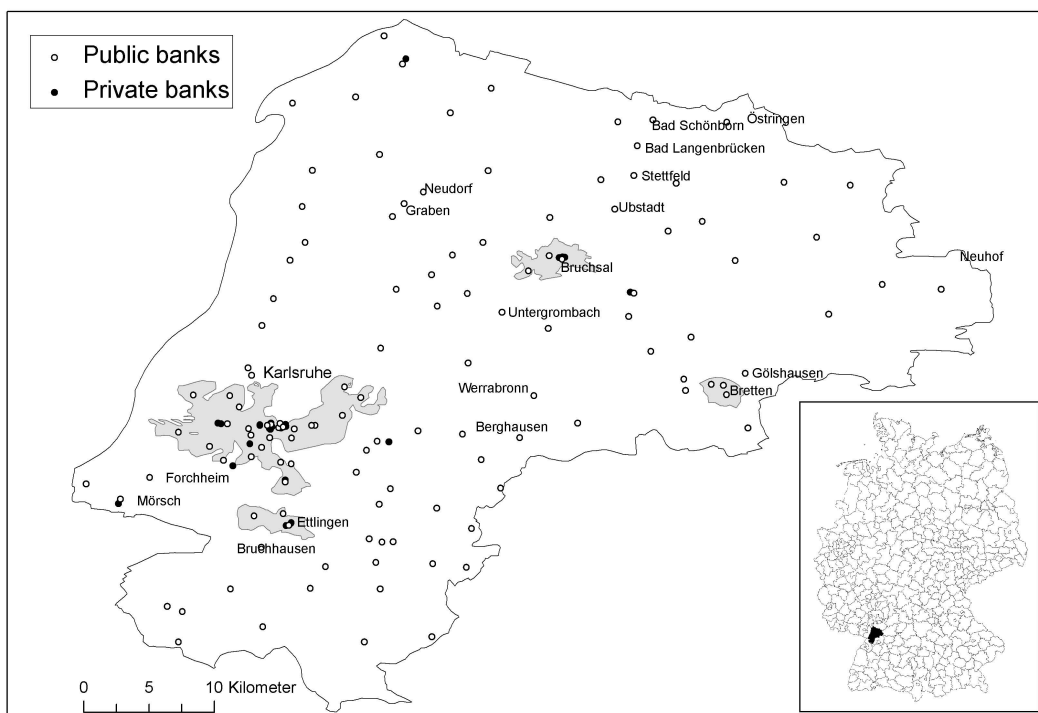 Public banks
Private banks
Östringen
Bad Schönborn
Bad Langenbrücken
Stettfeld
Neudorf
Graben
Ubstadt
Neuhof
Bruchsal
Untergrombach
Karlsruhe
Gölshausen
Werrabronn
Bretten
Berghausen
Forchheim
Mörsch
Ettlingen
Bruchhausen
0 5 10 Kilometer